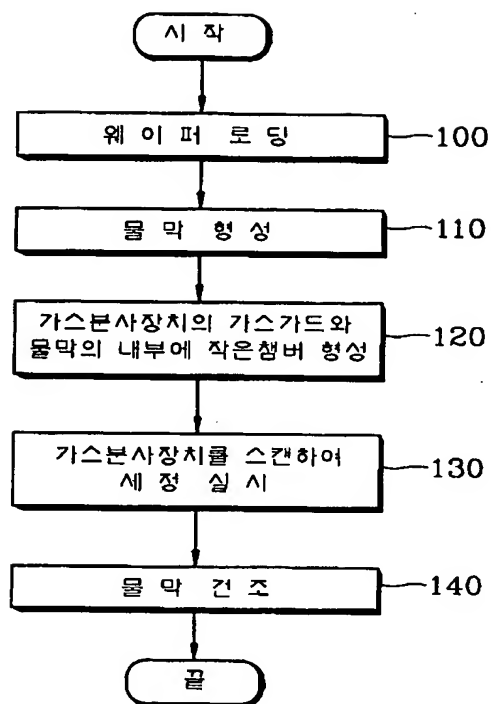 시 작
웨 이 퍼 로 딩
100
물 막 형 성
110
가스분사장치의 가스가드와
물막의 내부에 작은챔버 형성
120
가스분사장치를 스캔하여
세 정 실 시
130
물 막 건 조
140
끝